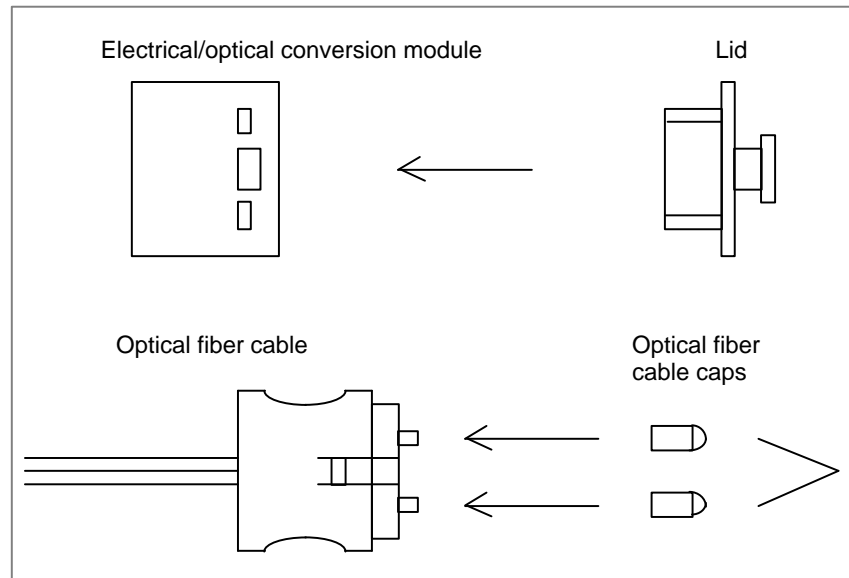 Electrical/optical conversion module
Lid
Optical fiber cable
Optical fiber
cable caps